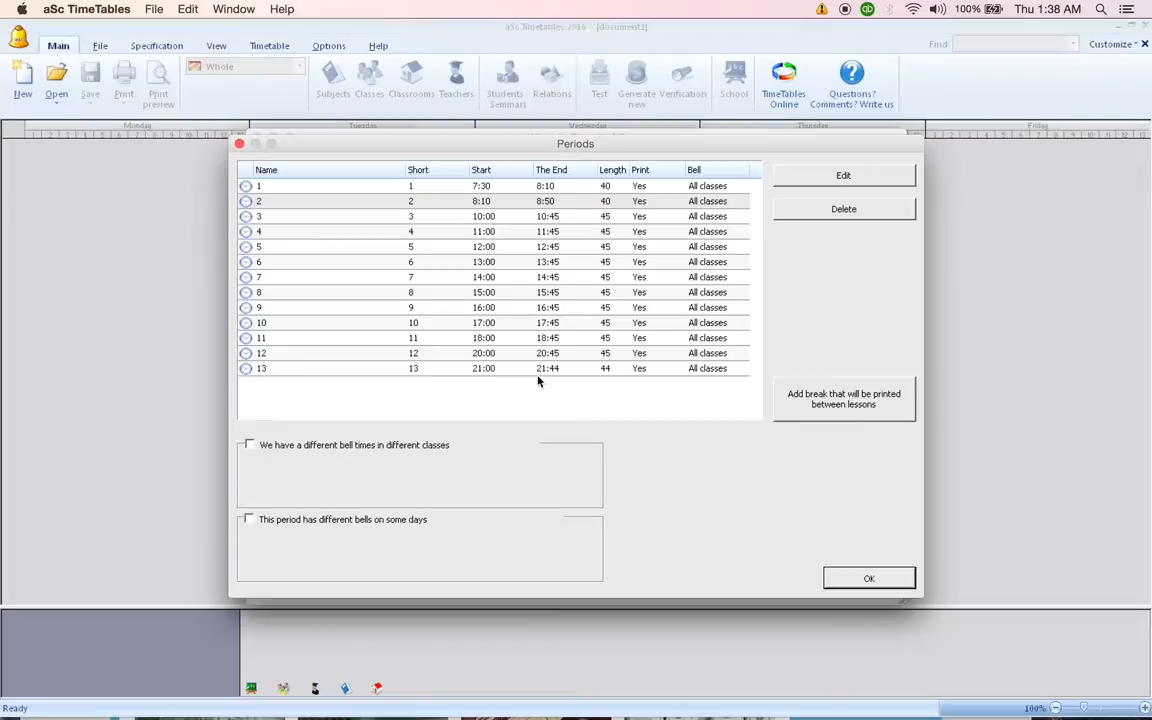 aSc TimeTables File Edit Window Help 100% Thu 1:38 AM
aSc TimeTables 2016 - [document1]
Main File Specification View Timetable Options Help Find: Customize
Whole
New Open Save Print Print preview Subjects Classes Classrooms Teachers Students Seminars Relations Test Generate new Verification School TimeTables Online Questions? Comments? Write us
Monday Tuesday Wednesday Thursday Friday
Periods
Name Short Start The End Length Print Bell
1 1 7:30 8:10 40 Yes All classes
2 2 8:10 8:50 40 Yes All classes
3 3 10:00 10:45 45 Yes All classes
4 4 11:00 11:45 45 Yes All classes
5 5 12:00 12:45 45 Yes All classes
6 6 13:00 13:45 45 Yes All classes
7 7 14:00 14:45 45 Yes All classes
8 8 15:00 15:45 45 Yes All classes
9 9 16:00 16:45 45 Yes All classes
10 10 17:00 17:45 45 Yes All classes
11 11 18:00 18:45 45 Yes All classes
12 12 20:00 20:45 45 Yes All classes
13 13 21:00 21:44 44 Yes All classes
Edit
Delete
Add break that will be printed
between lessons
We have a different bell times in different classes
This period has different bells on some days
OK
Ready 100%